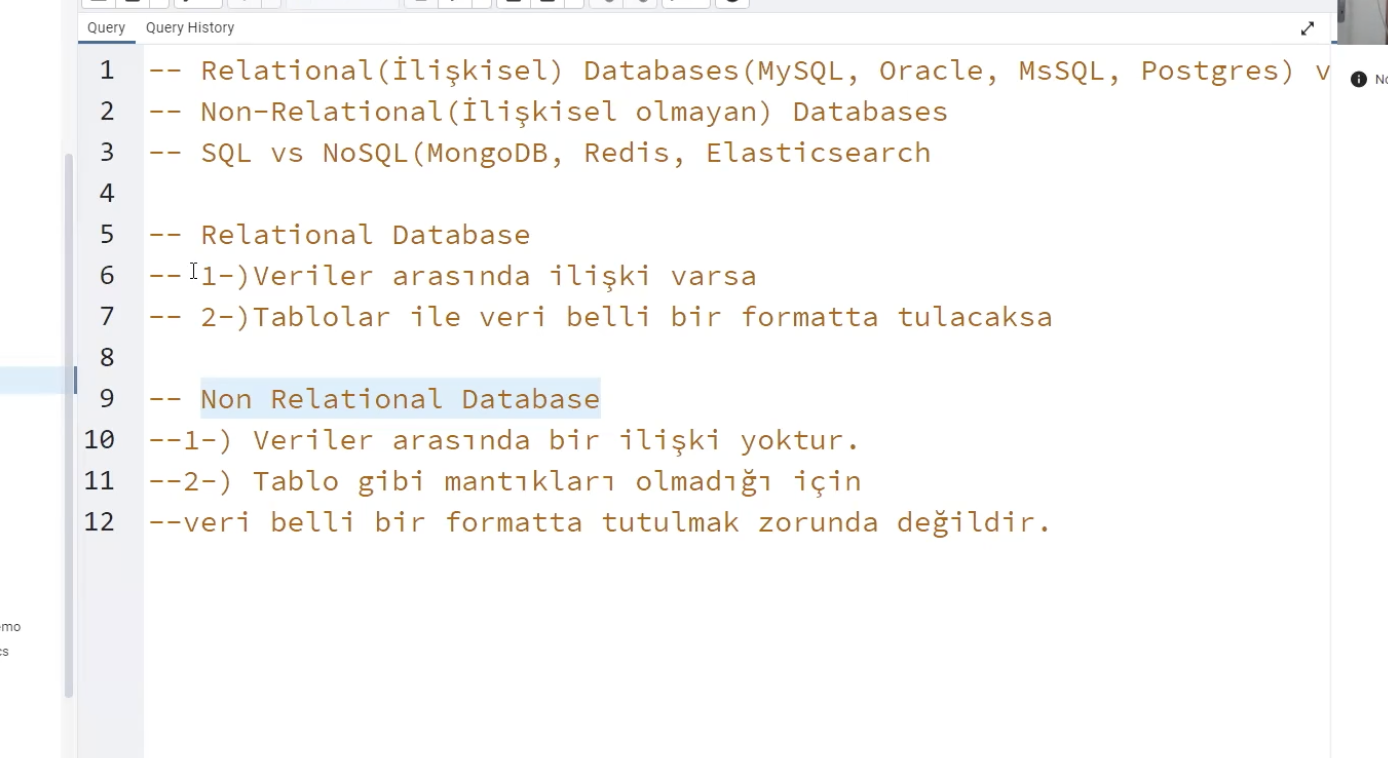 Query Query History
1 -- Relational(İlişkisel) Databases(MySQL, Oracle, MsSQL, Postgres) v
2 -- Non-Relational(İlişkisel olmayan) Databases
3 -- SQL vs NoSQL(MongoDB, Redis, Elasticsearch
4
5 -- Relational Database
6 -- 1-)Veriler arasında ilişki varsa
7 -- 2-)Tablolar ile veri belli bir formatta tulacaksa
8
9 -- Non Relational Database
10 --1-) Veriler arasında bir ilişki yoktur.
11 --2-) Tablo gibi mantıkları olmadığı için
12 --veri belli bir formatta tutulmak zorunda değildir.